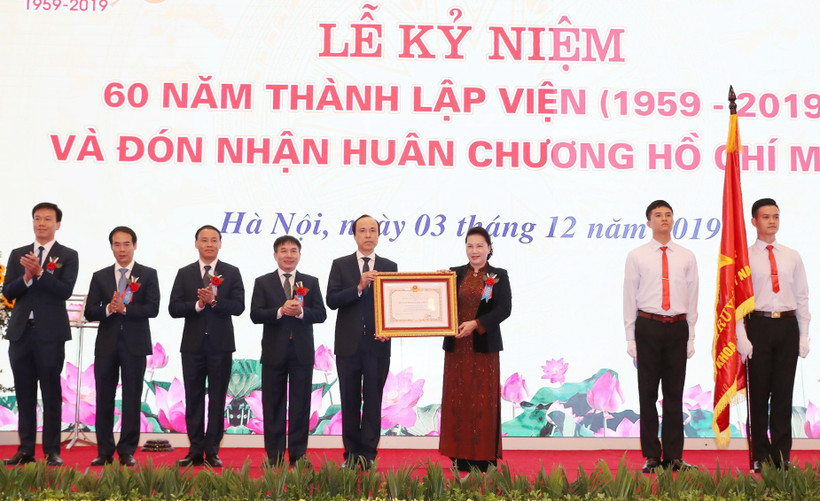 1959-2019
LỄ KỶ NIỆM
60 NĂM THÀNH LẬP VIỆN (1959 - 2019
VÀ ĐÓN NHẬN HUÂN CHƯƠNG HỒ CHÍ M
Hà Nội, ngày 03 tháng 12 năm 2019